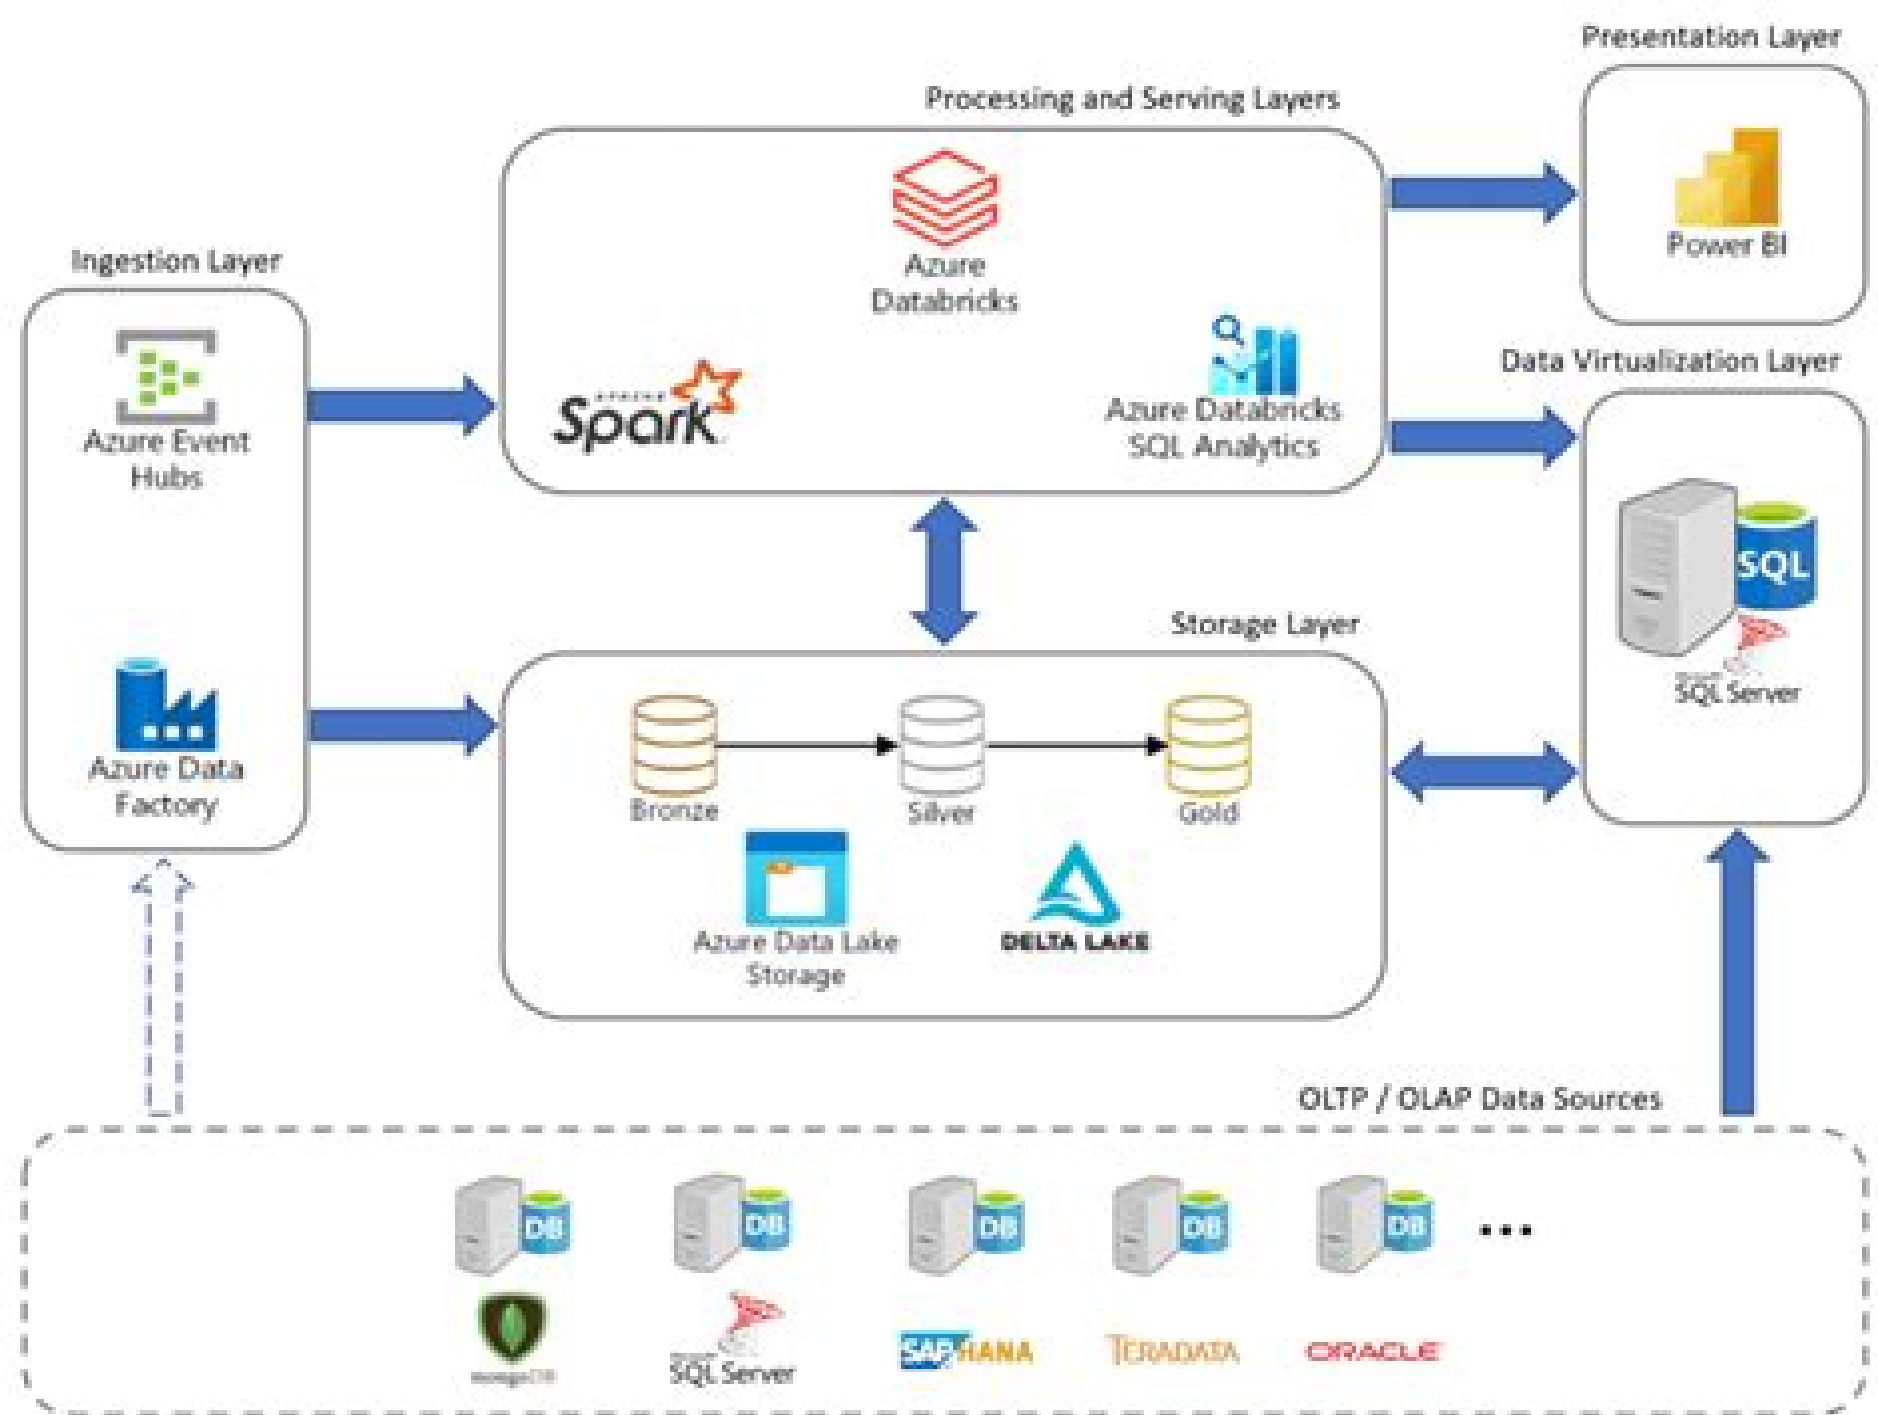 Presentation Layer
Processing and Serving Layers
Power BI
Azure
Databricks
Ingestion Layer
Azure Event
Hubs
APACHE
Spark
Azure Databricks
SQL Analytics
Data Virtualization Layer
SQL
SQL Server
Storage Layer
Azure Data
Factory
Bronze
Silver
Gold
Azure Data Lake
Storage
DELTA LAKE
OLTP / OLAP Data Sources
DB
DB
DB
DB
DB
...
mongoDB
SQL Server
SAP HANA
TERADATA
ORACLE